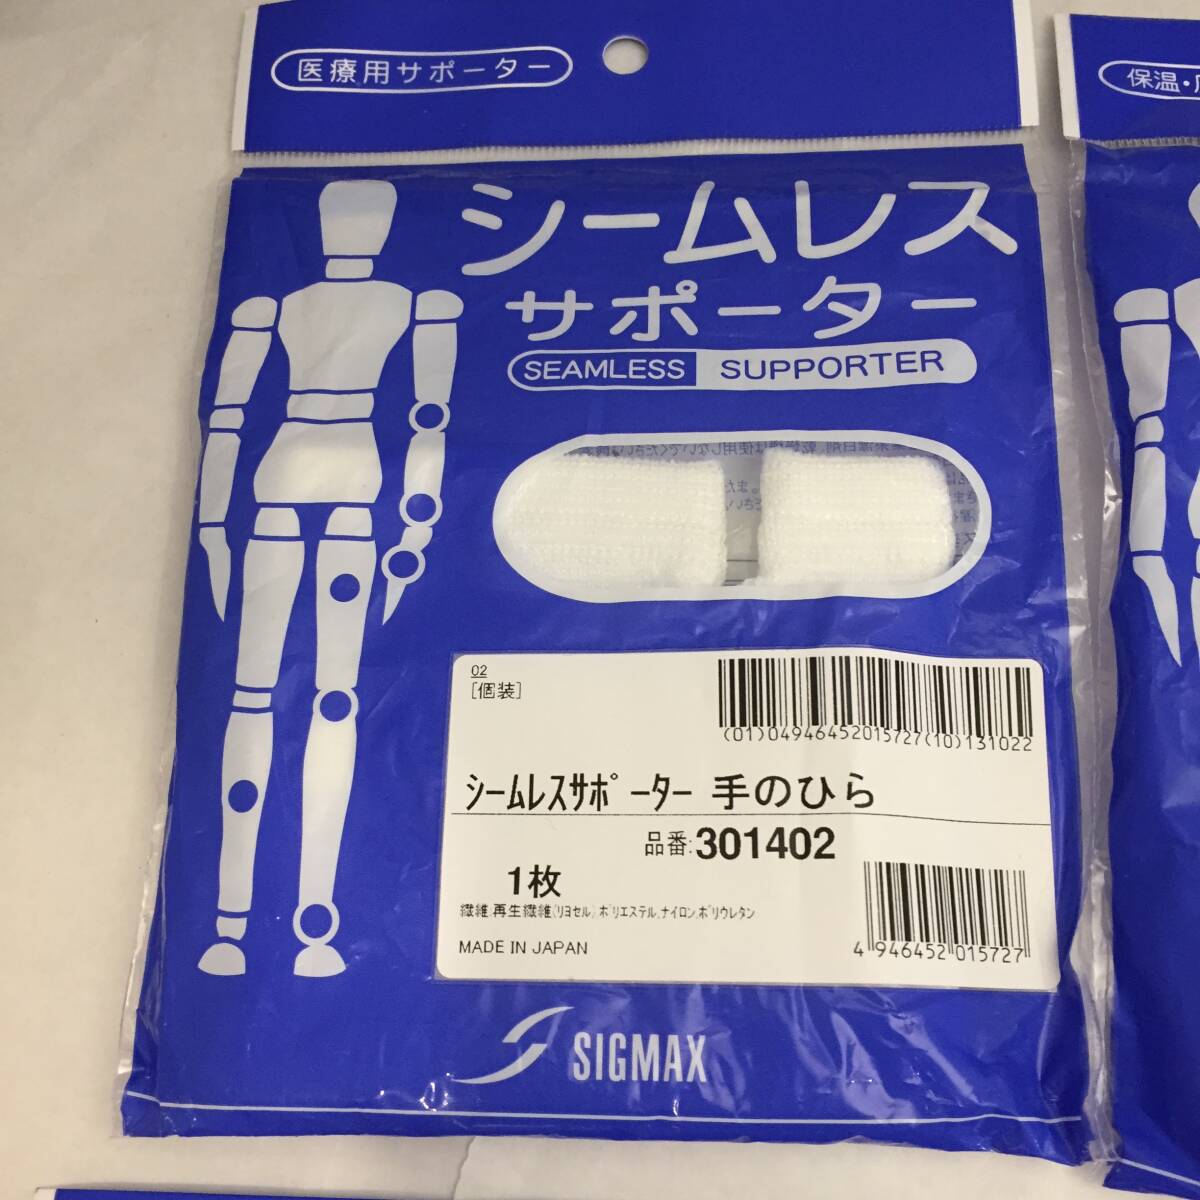 医療用サポーター
保温・
シームレス
サポーター
SEAMLESS SUPPORTER
02
[個装]
(01)04946452015727(10)131022
シームレスサポーター 手のひら
品番:301402
1枚
繊維:再生繊維(リヨセル),ポリエステル,ナイロン,ポリウレタン
MADE IN JAPAN
4 946452 015727
SIGMAX